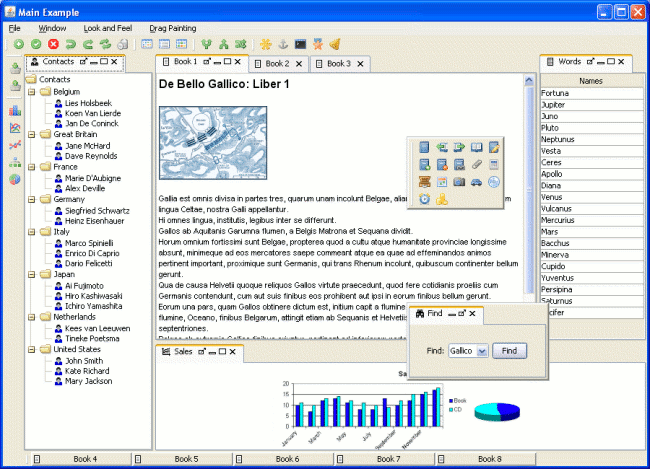 Main Example
File Window Look and Feel Drag Painting
Contacts
Contacts
Belgium
Lies Holsbeek
Koen Van Lierde
Jan De Coninck
Great Britain
Jane McHard
Dave Reynolds
France
Marie D'Aubigne
Alex Deville
Germany
Siegfried Schwartz
Heinz Eisenhauer
Italy
Marco Spinielli
Enrico Di Caprio
Dario Felicetti
Japan
Ai Fujimoto
Hiro Kashiwasaki
Ichiro Yamashita
Netherlands
Kees van Leeuwen
Tineke Poetsma
United States
John Smith
Kate Richard
Mary Jackson
Book 1 Book 2 Book 3
De Bello Gallico: Liber 1
Gallia est omnis divisa in partes tres, quarum unam incolunt Belgae, alia
lingua Celtae, nostra Galli appellantur.
Hi omnes lingua, institutis, legibus inter se differunt.
Gallos ab Aquitanis Garumna flumen, a Belgis Matrona et Sequana dividit.
Horum omnium fortissimi sunt Belgae, propterea quod a cultu atque humanitate provinciae longissime
absunt, minimeque ad eos mercatores saepe commeant atque ea quae ad effeminandos animos
pertinent important, proximique sunt Germanis, qui trans Rhenum incolunt, quibuscum continenter bellum
gerunt.
Qua de causa Helvetii quoque reliquos Gallos virtute praecedunt, quod fere cotidianis proeliis cum
Germanis contendunt, cum aut suis finibus eos prohibent aut ipsi in eorum finibus bellum gerunt.
Eorum una pars, quam Gallos obtinere dictum est, initium capit a flumine
flumine, Oceano, finibus Belgarum, attingit etiam ab Sequanis et Helvetiis
septentriones.
Words
Names
Fortuna
Jupiter
Juno
Pluto
Neptunus
Vesta
Ceres
Apollo
Diana
Venus
Vulcanus
Mercurius
Mars
Bacchus
Minerva
Cupido
Yuventus
Persipina
Saturnus
Find
Find: Gallico Find
Sales
20
15
10
5
0
January
March
May
July
September
November
Book
CD
Book 4 Book 5 Book 6 Book 7 Book 8